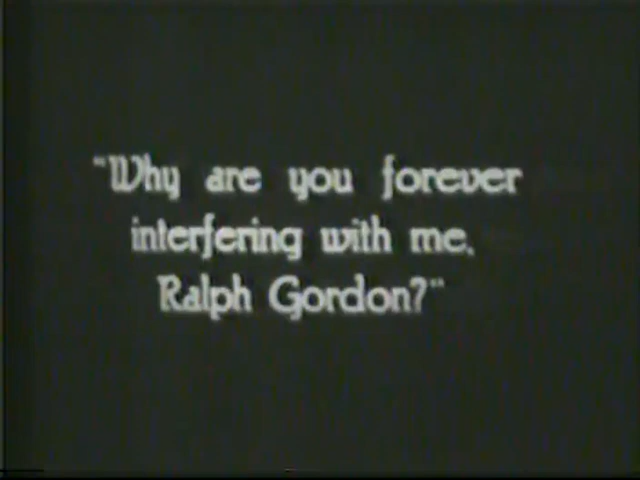 "Why are you forever
interfering with me,
Ralph Gordon?"